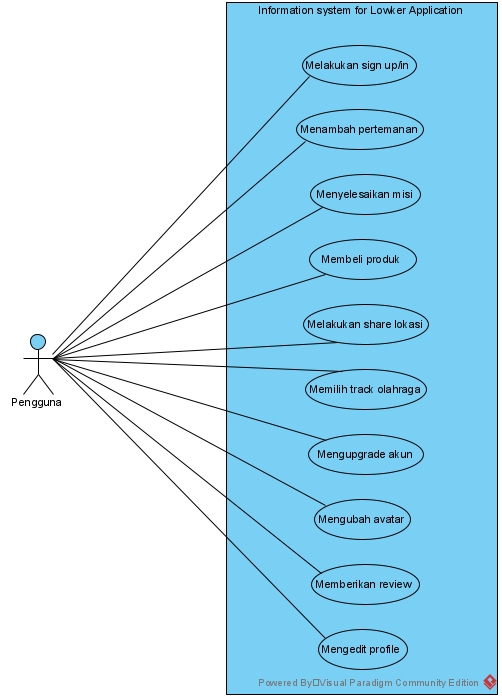 Information system for Lowker Application
Melakukan sign up/in
Menambah pertemanan
Menyelesaikan misi
Membeli produk
Melakukan share lokasi
Pengguna
Memilih track olahraga
Mengupgrade akun
Mengubah avatar
Memberikan review
Mengedit profile
Powered By Visual Paradigm Community Edition